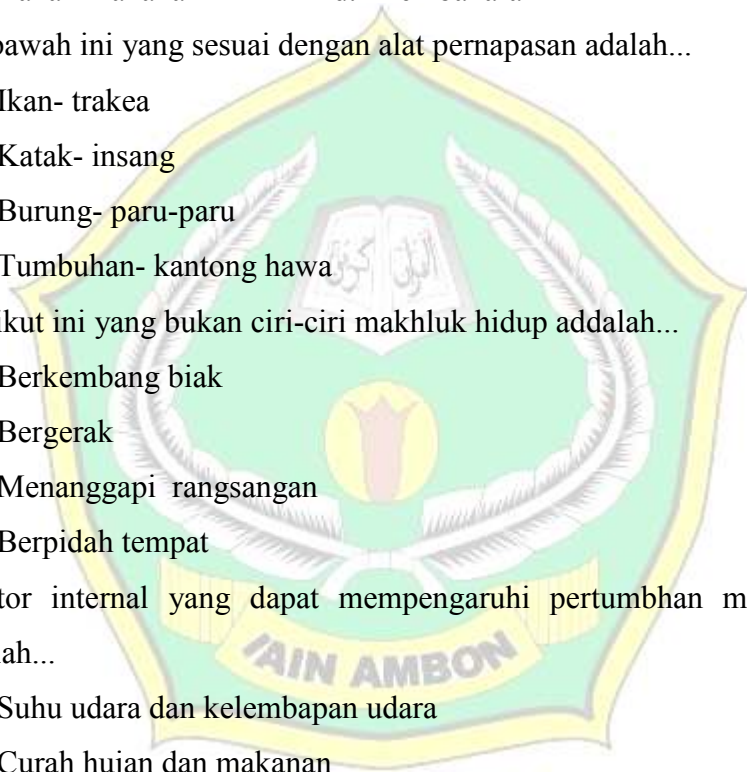 bawah ini yang sesuai dengan alat pernapasan adalah...
Ikan- trakea
Katak- insang
Burung- paru-paru
Tumbuhan- kantong hawa
ikut ini yang bukan ciri-ciri makhluk hidup addalah...
Berkembang biak
Bergerak
Menanggapi rangsangan
Berpidah tempat
tor internal yang dapat mempengaruhi pertumbhan m
lah...
IAIN AMBON
Suhu udara dan kelembapan udara
Curah hujan dan makanan